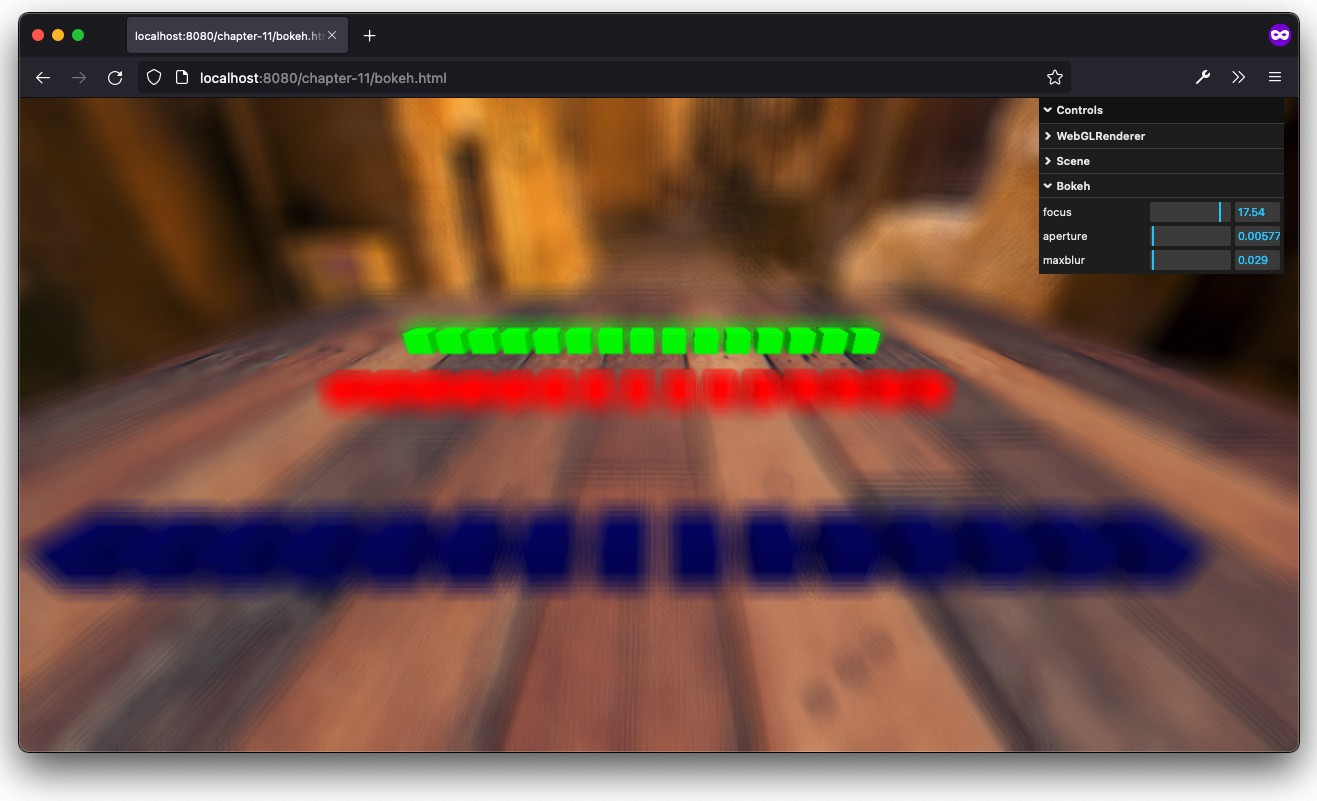 localhost:8080/chapter-11/bokeh.htm
localhost:8080/chapter-11/bokeh.html
Controls
WebGLRenderer
Scene
Bokeh
focus 17.54
aperture 0.00577
maxblur 0.029